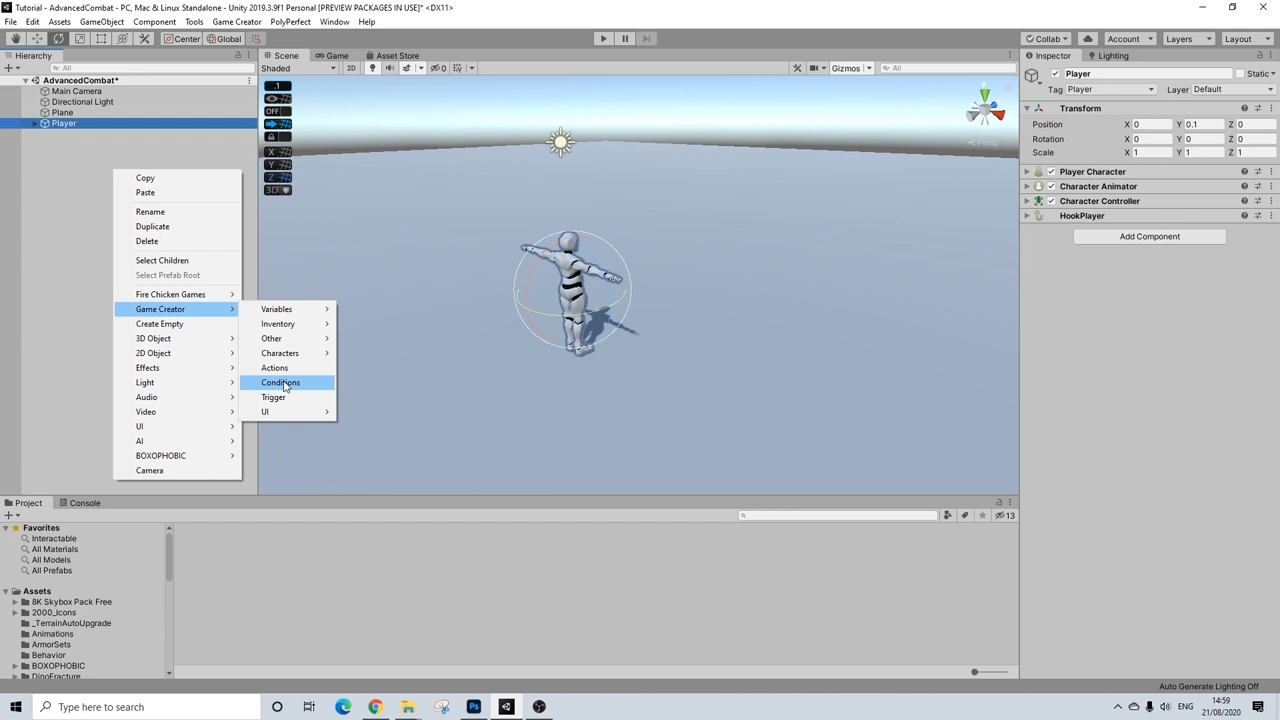 Tutorial - AdvancedCombat - PC, Mac & Linux Standalone - Unity 2019.3.9f1 Personal [PREVIEW PACKAGES IN USE]* <DX11>
File Edit Assets GameObject Component Tools Game Creator PolyPerfect Window Help
Center Global Collab Account Layers Layout
Hierarchy Scene Game Asset Store Inspector Lighting
All Shaded 2D 0 Gizmos All Player Static
AdvancedCombat* Tag Player Layer Default
Main Camera
Directional Light
Plane
Player
.1
OFF
X
Y
Z
3D
Persp
Transform
Position X 0 Y 0.1 Z 0
Rotation X 0 Y 0 Z 0
Scale X 1 Y 1 Z 1
Player Character
Character Animator
Character Controller
HookPlayer
Add Component
Copy
Paste
Rename
Duplicate
Delete
Select Children
Select Prefab Root
Fire Chicken Games
Game Creator
Create Empty
3D Object
2D Object
Effects
Light
Audio
Video
UI
AI
BOXOPHOBIC
Camera
Variables
Inventory
Other
Characters
Actions
Conditions
Trigger
UI
Project Console
13
Favorites
Interactable
All Materials
All Models
All Prefabs
Assets
8K Skybox Pack Free
2000_Icons
_TerrainAutoUpgrade
Animations
ArmorSets
Behavior
BOXOPHOBIC
DinoFracture
Auto Generate Lighting Off
Type here to search
ENG
14:59
21/08/2020